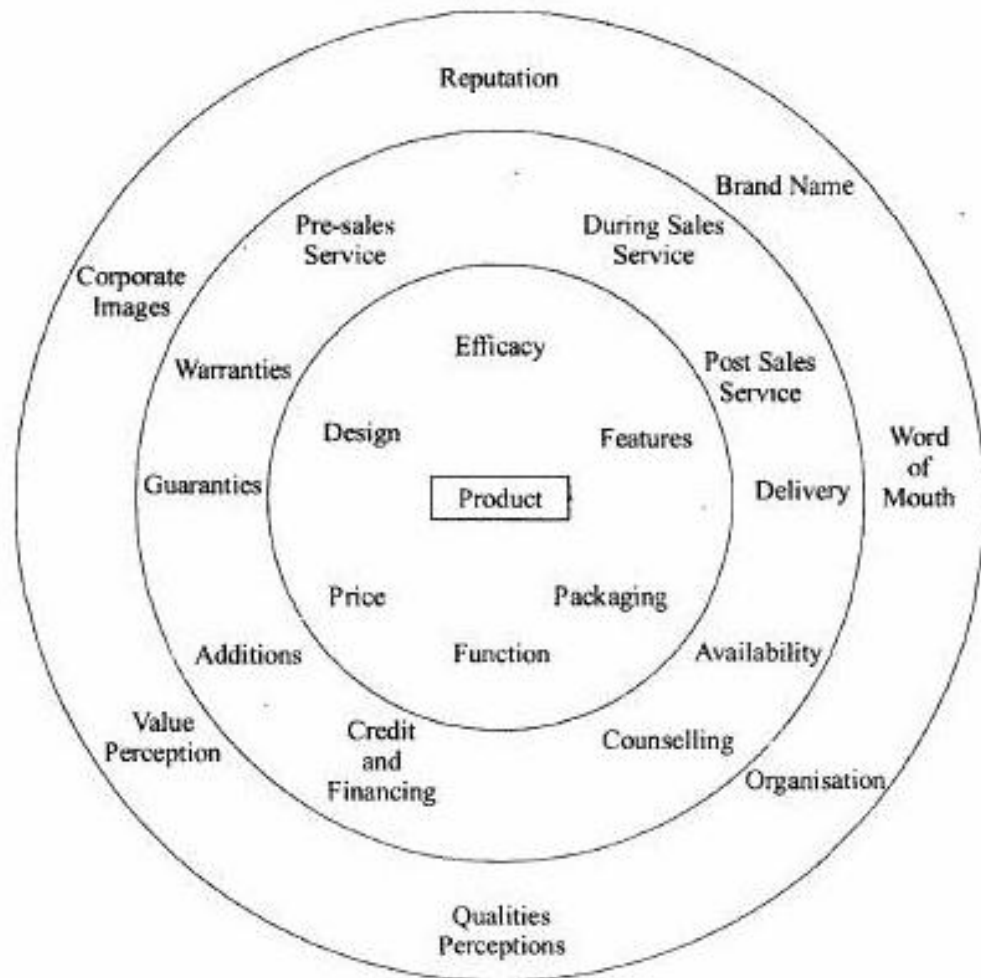 Reputation
Brand Name
Pre-sales
Service
During Sales
Service
Corporate
Images
Efficacy
Warranties
Post Sales
Service
Design
Features
Word
of
Mouth
Guaranties
Product
Delivery
Price
Packaging
Additions
Function
Availability
Value
Perception
Credit
and
Financing
Counselling
Organisation
Qualities
Perceptions